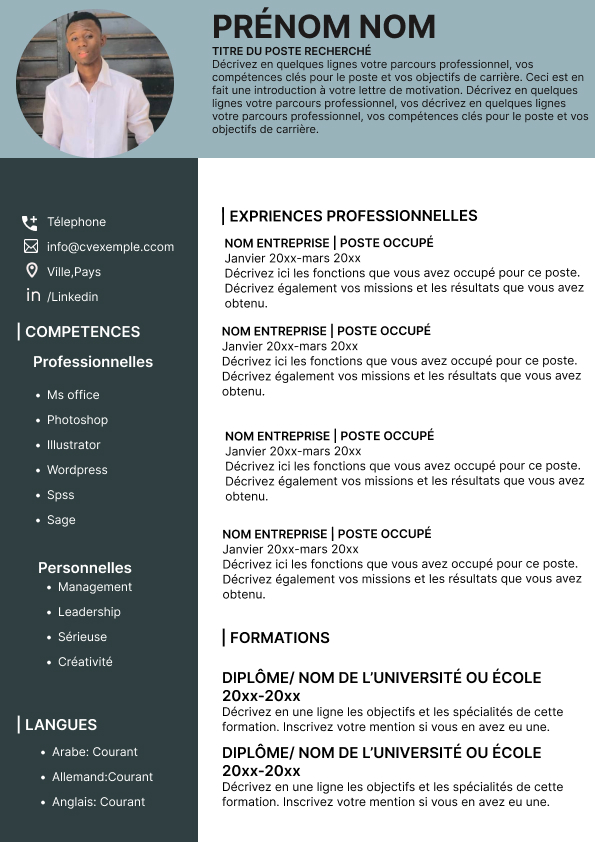 PRÉNOM NOM
TITRE DU POSTE RECHERCHÉ
Décrivez en quelques lignes votre parcours professionnel, vos
compétences clés pour le poste et vos objectifs de carrière. Ceci est en
fait une introduction à votre lettre de motivation. Décrivez en quelques
lignes votre parcours professionnel, vos décrivez en quelques lignes
votre parcours professionnel, vos compétences clés pour le poste et vos
objectifs de carrière.
Télephone
info@cvexemple.ccom
Ville,Pays
in /Linkedin
| COMPETENCES
Professionnelles
• Ms office
• Photoshop
• Illustrator
• Wordpress
• Spss
• Sage
Personnelles
• Management
• Leadership
• Sérieuse
• Créativité
| LANGUES
• Arabe: Courant
• Allemand:Courant
• Anglais: Courant
| EXPRIENCES PROFESSIONNELLES
NOM ENTREPRISE | POSTE OCCUPÉ
Janvier 20xx-mars 20xx
Décrivez ici les fonctions que vous avez occupé pour ce poste.
Décrivez également vos missions et les résultats que vous avez
obtenu.
NOM ENTREPRISE | POSTE OCCUPÉ
Janvier 20xx-mars 20xx
Décrivez ici les fonctions que vous avez occupé pour ce poste.
Décrivez également vos missions et les résultats que vous avez
obtenu.
NOM ENTREPRISE | POSTE OCCUPÉ
Janvier 20xx-mars 20xx
Décrivez ici les fonctions que vous avez occupé pour ce poste.
Décrivez également vos missions et les résultats que vous avez
obtenu.
NOM ENTREPRISE | POSTE OCCUPÉ
Janvier 20xx-mars 20xx
Décrivez ici les fonctions que vous avez occupé pour ce poste.
Décrivez également vos missions et les résultats que vous avez
obtenu.
| FORMATIONS
DIPLÔME/ NOM DE L’UNIVERSITÉ OU ÉCOLE
20xx-20xx
Décrivez en une ligne les objectifs et les spécialités de cette
formation. Inscrivez votre mention si vous en avez eu une.
DIPLÔME/ NOM DE L’UNIVERSITÉ OU ÉCOLE
20xx-20xx
Décrivez en une ligne les objectifs et les spécialités de cette
formation. Inscrivez votre mention si vous en avez eu une.